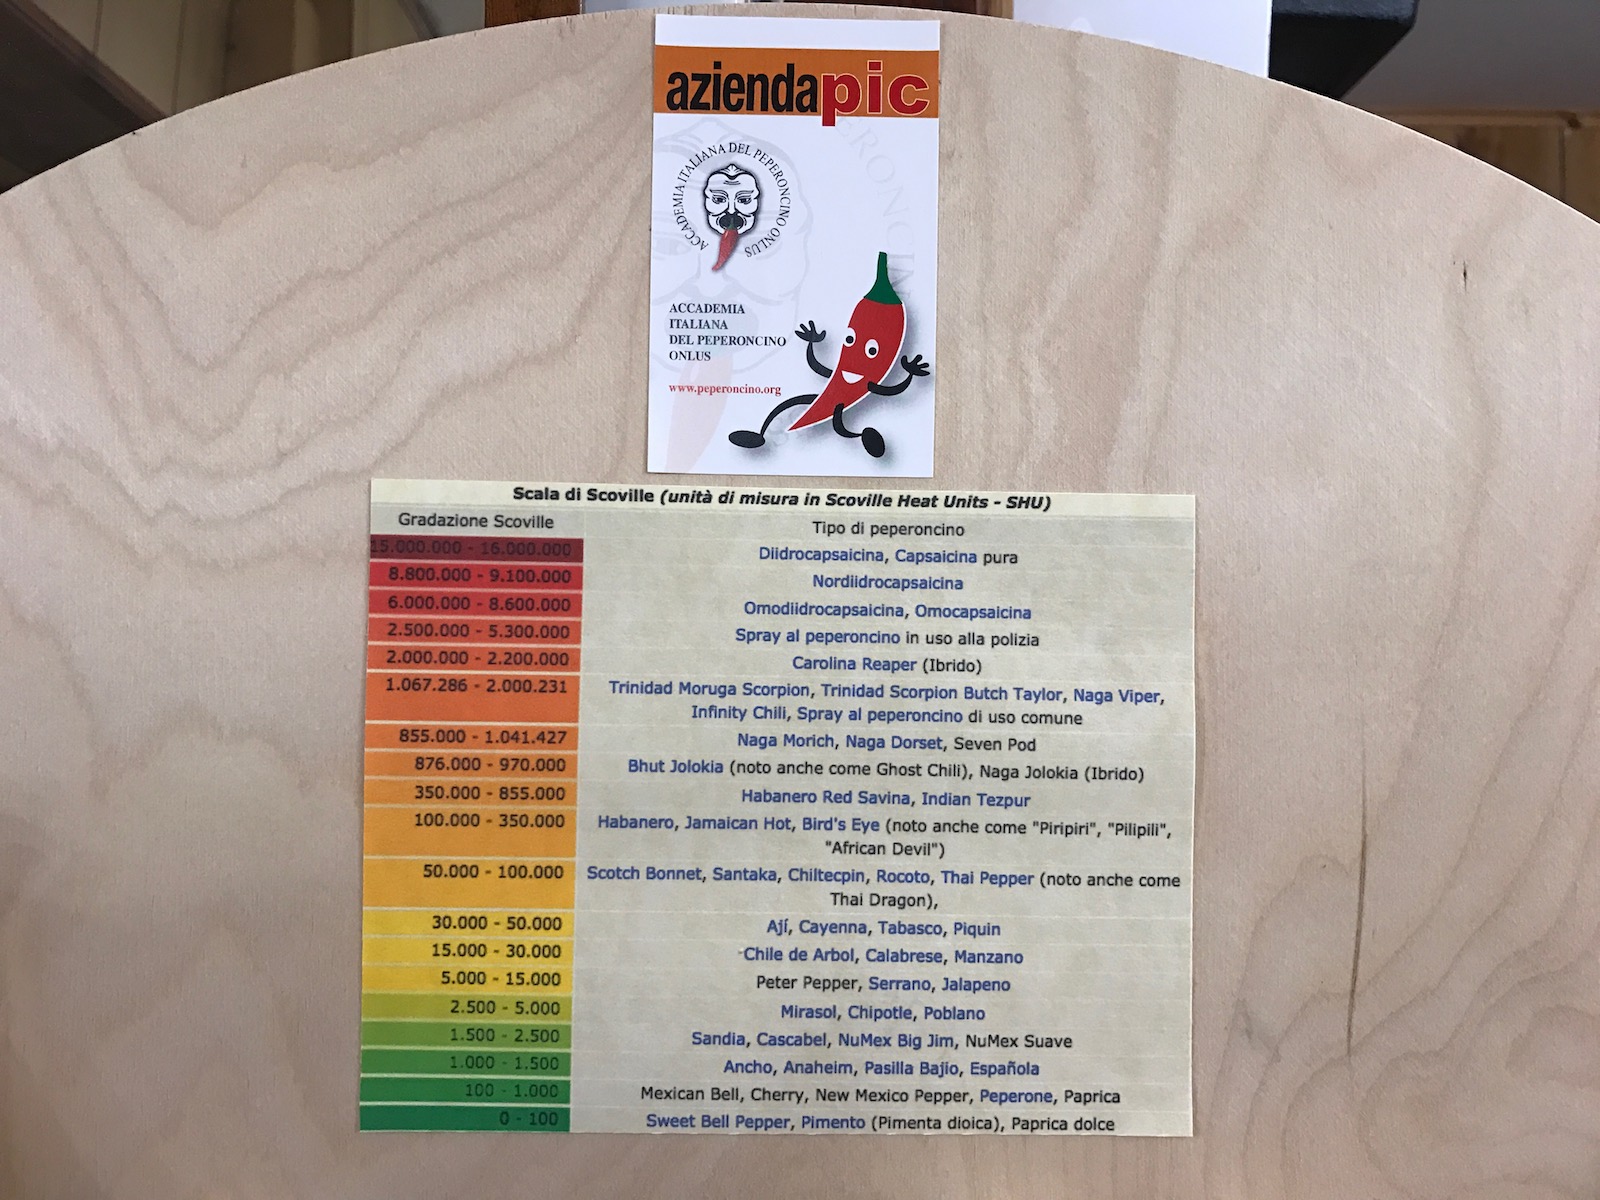 aziendapic
ACCADEMIA ITALIANA DEL PEPERONCINO ONLUS
ACCADEMIA
ITALIANA
DEL PEPERONCINO
ONLUS
www.peperoncino.org
Scala di Scoville (unità di misura in Scoville Heat Units - SHU)
Gradazione Scoville Tipo di peperoncino
15.000.000 - 16.000.000 Diidrocapsaicina, Capsaicina pura
8.800.000 - 9.100.000 Nordiidrocapsaicina
6.000.000 - 8.600.000 Omodiidrocapsaicina, Omocapsaicina
2.500.000 - 5.300.000 Spray al peperoncino in uso alla polizia
2.000.000 - 2.200.000 Carolina Reaper (Ibrido)
1.067.286 - 2.000.231 Trinidad Moruga Scorpion, Trinidad Scorpion Butch Taylor, Naga Viper,
Infinity Chili, Spray al peperoncino di uso comune
855.000 - 1.041.427 Naga Morich, Naga Dorset, Seven Pod
876.000 - 970.000 Bhut Jolokia (noto anche come Ghost Chili), Naga Jolokia (Ibrido)
350.000 - 855.000 Habanero Red Savina, Indian Tezpur
100.000 - 350.000 Habanero, Jamaican Hot, Bird's Eye (noto anche come "Piripiri", "Pilipili",
"African Devil")
50.000 - 100.000 Scotch Bonnet, Santaka, Chiltecpin, Rocoto, Thai Pepper (noto anche come
Thai Dragon),
30.000 - 50.000 Ají, Cayenna, Tabasco, Piquin
15.000 - 30.000 Chile de Arbol, Calabrese, Manzano
5.000 - 15.000 Peter Pepper, Serrano, Jalapeno
2.500 - 5.000 Mirasol, Chipotle, Poblano
1.500 - 2.500 Sandia, Cascabel, NuMex Big Jim, NuMex Suave
1.000 - 1.500 Ancho, Anaheim, Pasilla Bajio, Española
100 - 1.000 Mexican Bell, Cherry, New Mexico Pepper, Peperone, Paprica
0 - 100 Sweet Bell Pepper, Pimento (Pimenta dioica), Paprica dolce